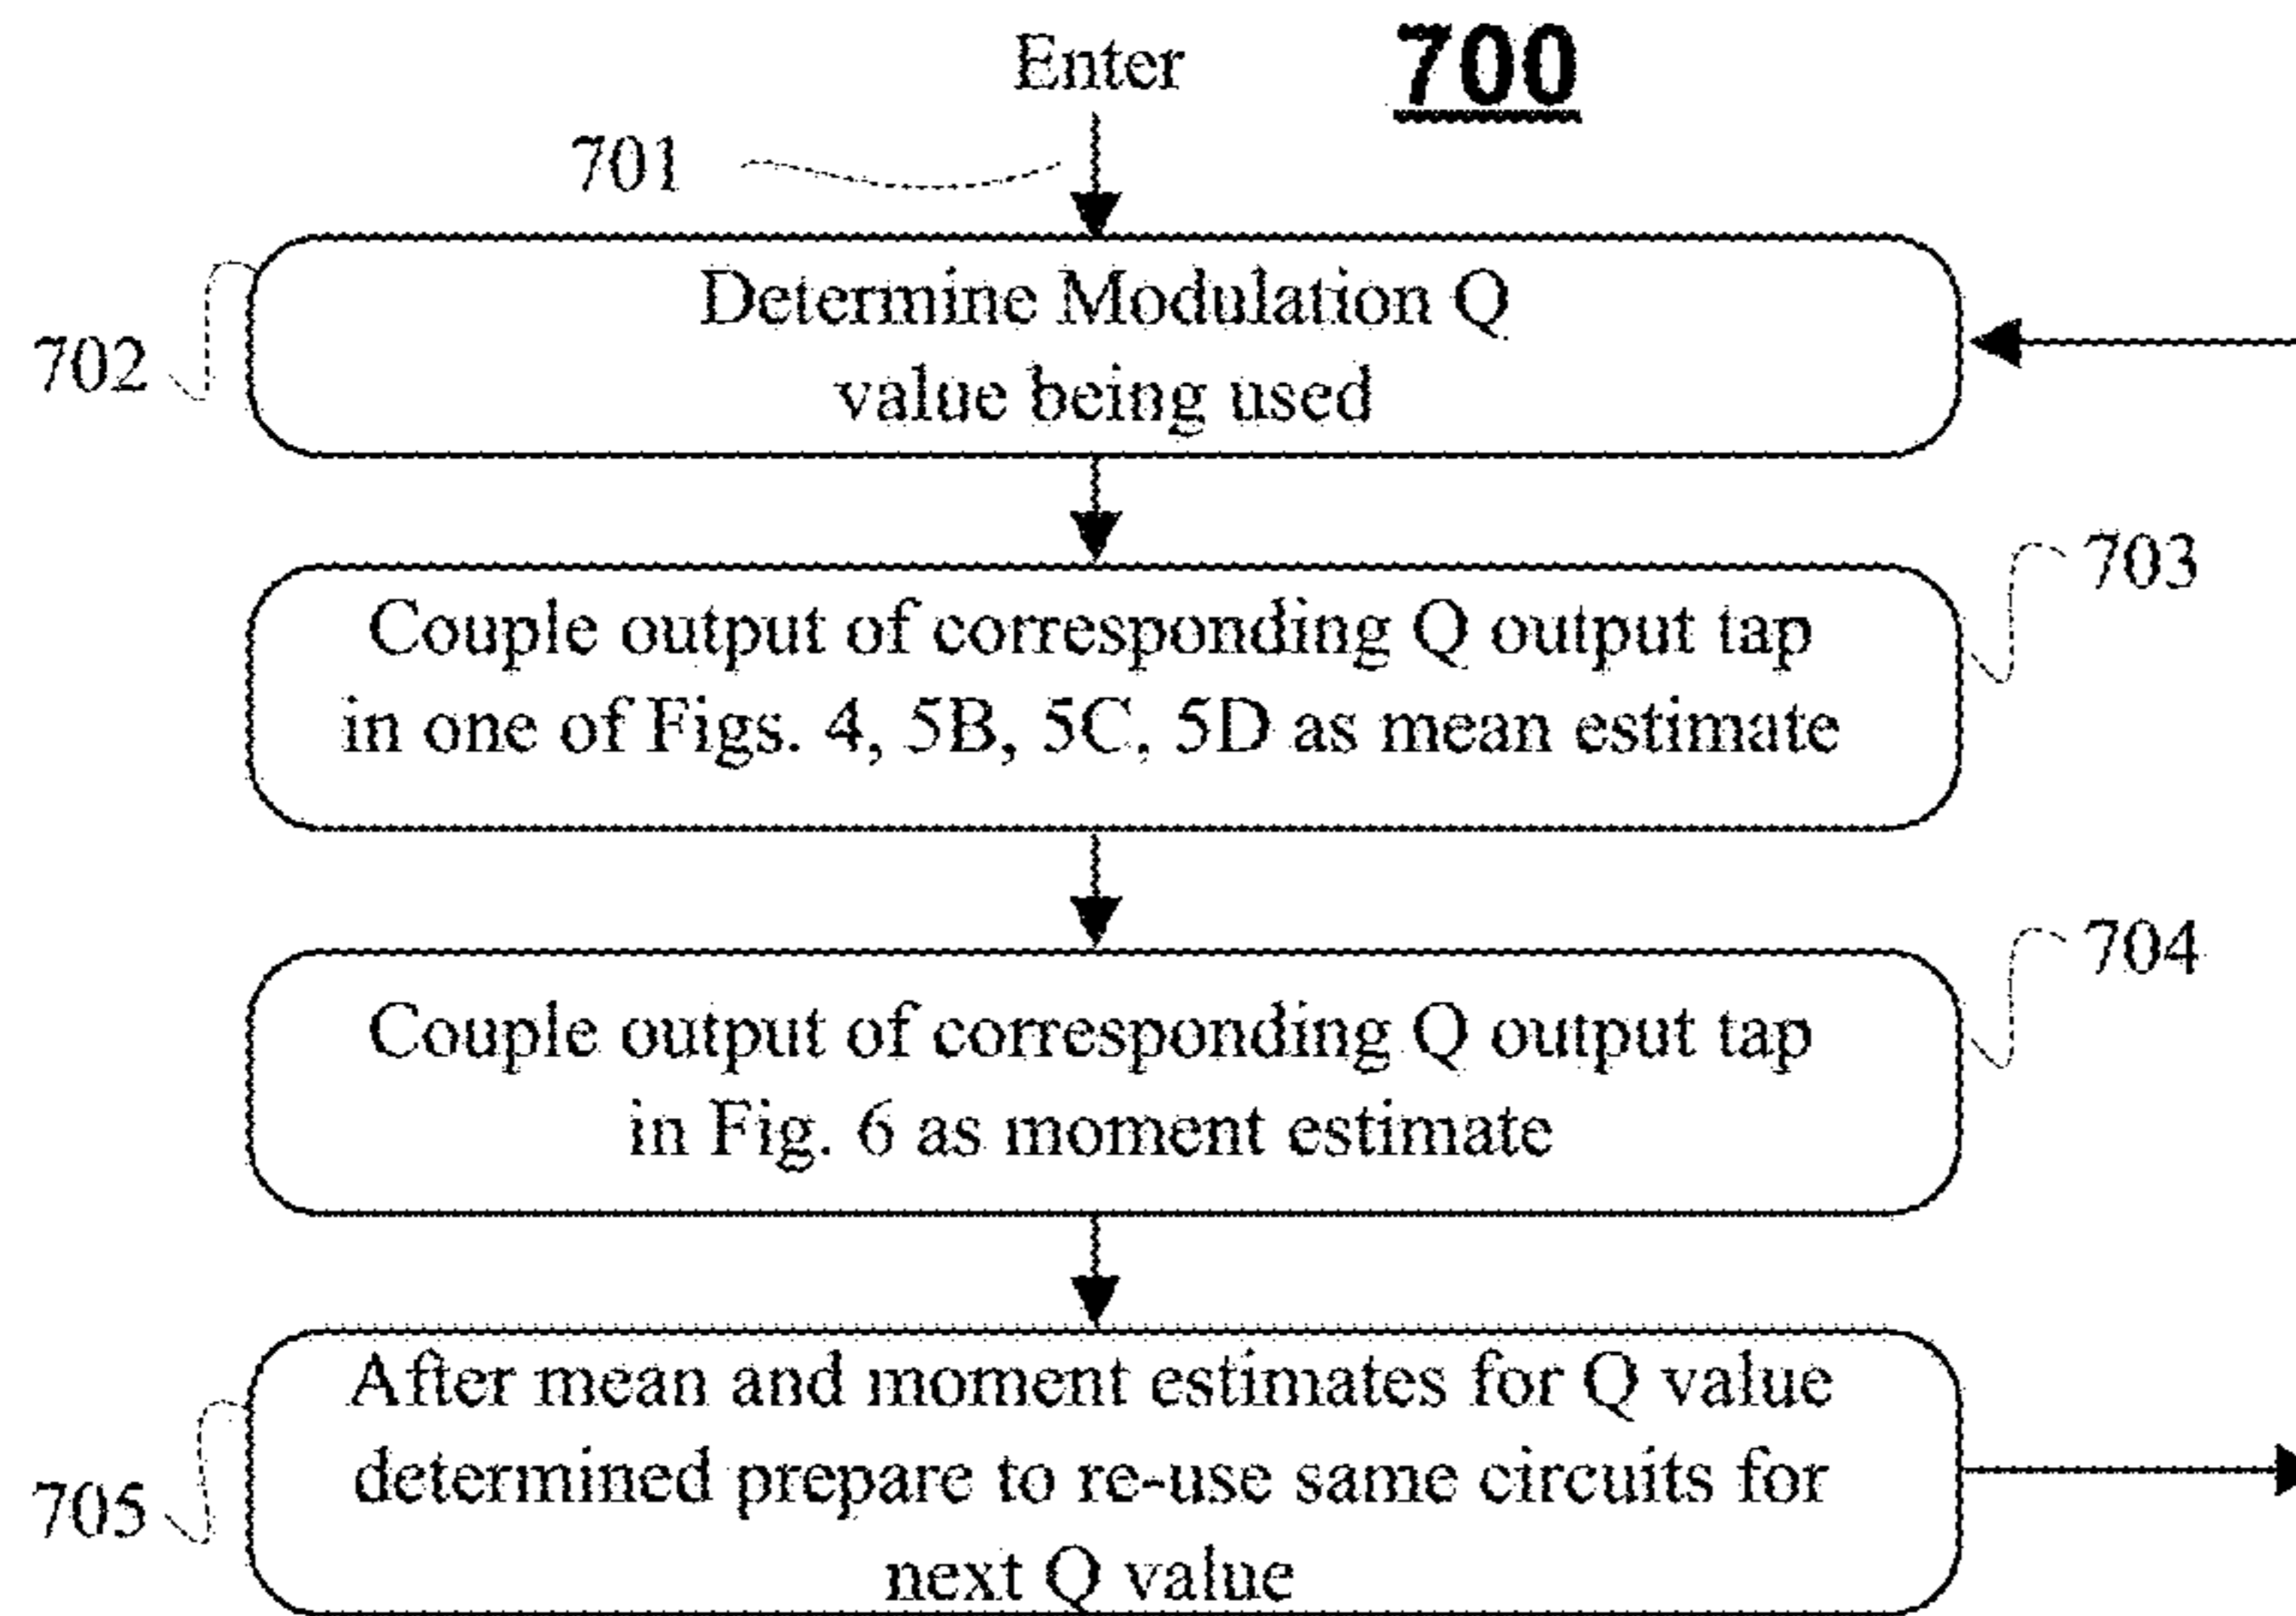 Enter
700
701
702
Determine Modulation Q
value being used
703
Couple output of corresponding Q output tap
in one of Figs. 4, 5B, 5C, 5D as mean estimate
704
Couple output of corresponding Q output tap
in Fig. 6 as moment estimate
705
After mean and moment estimates for Q value
determined prepare to re-use same circuits for
next Q value